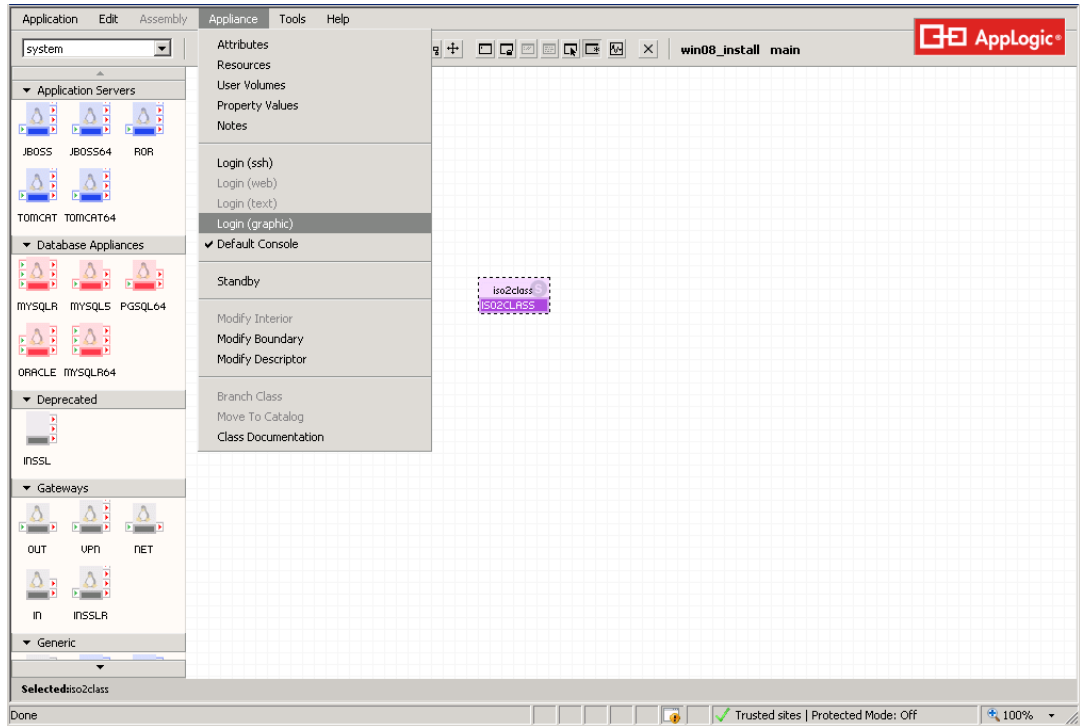 Application Edit Assembly Appliance Tools Help
system
win08_install main
AppLogic
Attributes
Resources
User Volumes
Property Values
Notes
Login (ssh)
Login (web)
Login (text)
Login (graphic)
Default Console
Standby
Modify Interior
Modify Boundary
Modify Descriptor
Branch Class
Move To Catalog
Class Documentation
Application Servers
JBOSS JBOSS64 ROR
TOMCAT TOMCAT64
Database Appliances
MYSQLR MYSQL5 PGSQL64
ORACLE MYSQLR64
Deprecated
INSSL
Gateways
OUT VPN NET
IN INSSLR
Generic
iso2class S
ISO2CLASS
Selected:iso2class
Done
Trusted sites | Protected Mode: Off
100%